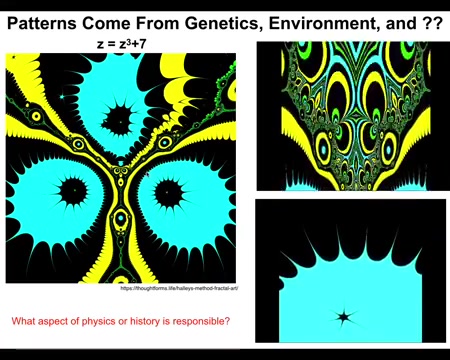 Patterns Come From Genetics, Environment, and ??
z = z³+7
https://thoughtforms.life/halleys-method-fractal-art/
What aspect of physics or history is responsible?